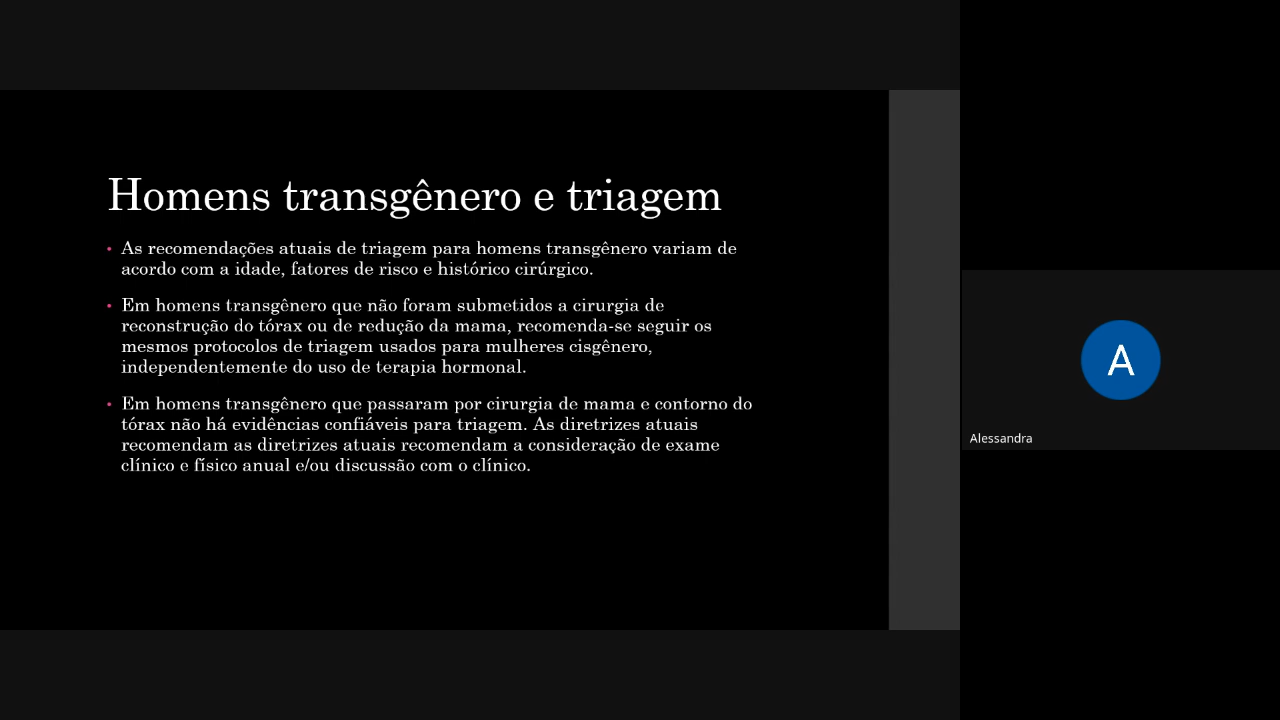 Homens transgênero e triagem
• As recomendações atuais de triagem para homens transgênero variam de
acordo com a idade, fatores de risco e histórico cirúrgico.
• Em homens transgênero que não foram submetidos a cirurgia de
reconstrução do tórax ou de redução da mama, recomenda-se seguir os
mesmos protocolos de triagem usados para mulheres cisgênero,
independentemente do uso de terapia hormonal.
• Em homens transgênero que passaram por cirurgia de mama e contorno do
tórax não há evidências confiáveis para triagem. As diretrizes atuais
recomendam as diretrizes atuais recomendam a consideração de exame
clínico e físico anual e/ou discussão com o clínico.
A
Alessandra